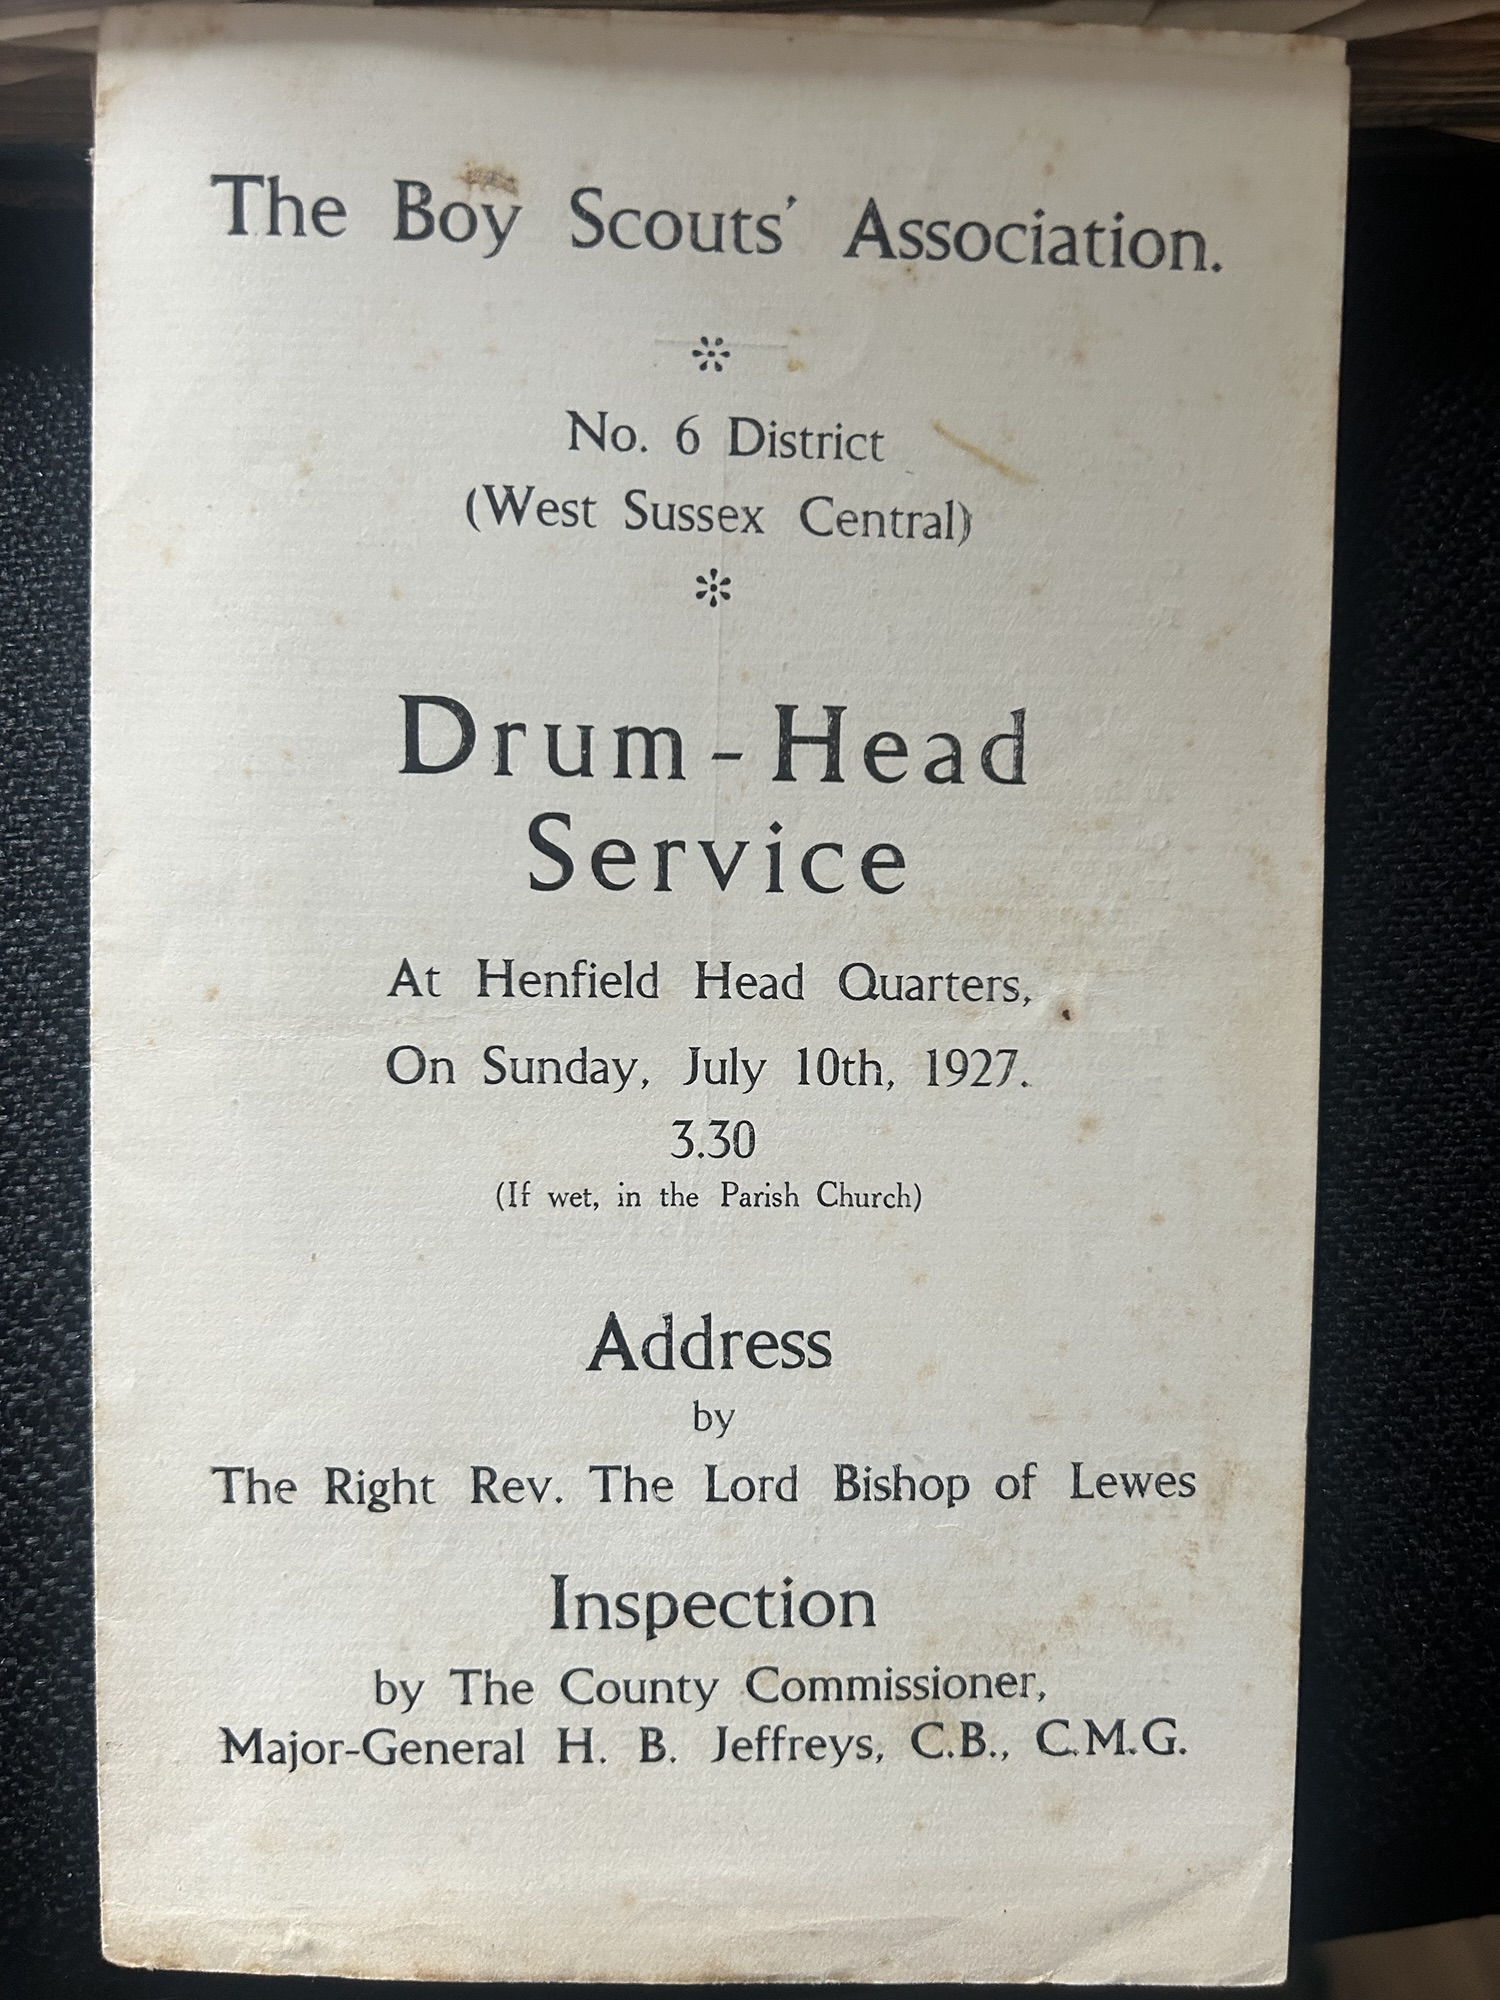 The Boy Scouts' Association.
No. 6 District
(West Sussex Central)
Drum-Head
Service
At Henfield Head Quarters,
On Sunday, July 10th, 1927.
3.30
(If wet, in the Parish Church)
Address
by
The Right Rev. The Lord Bishop of Lewes
Inspection
by The County Commissioner,
Major-General H. B. Jeffreys, C.B., C.M.G.